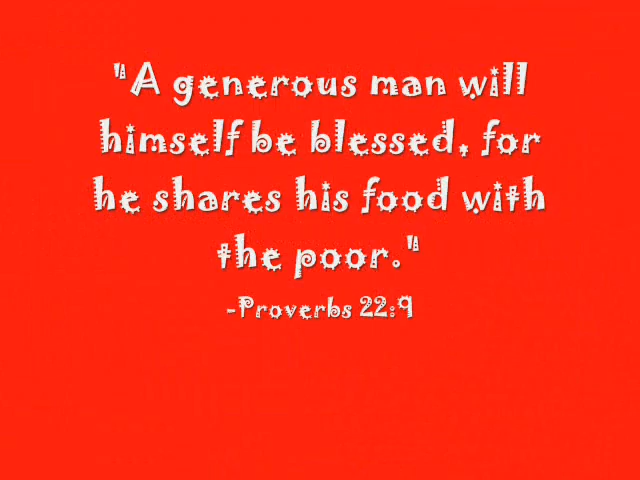 "A generous man will
himself be blessed, for
he shares his food with
the poor."
-Proverbs 22:9